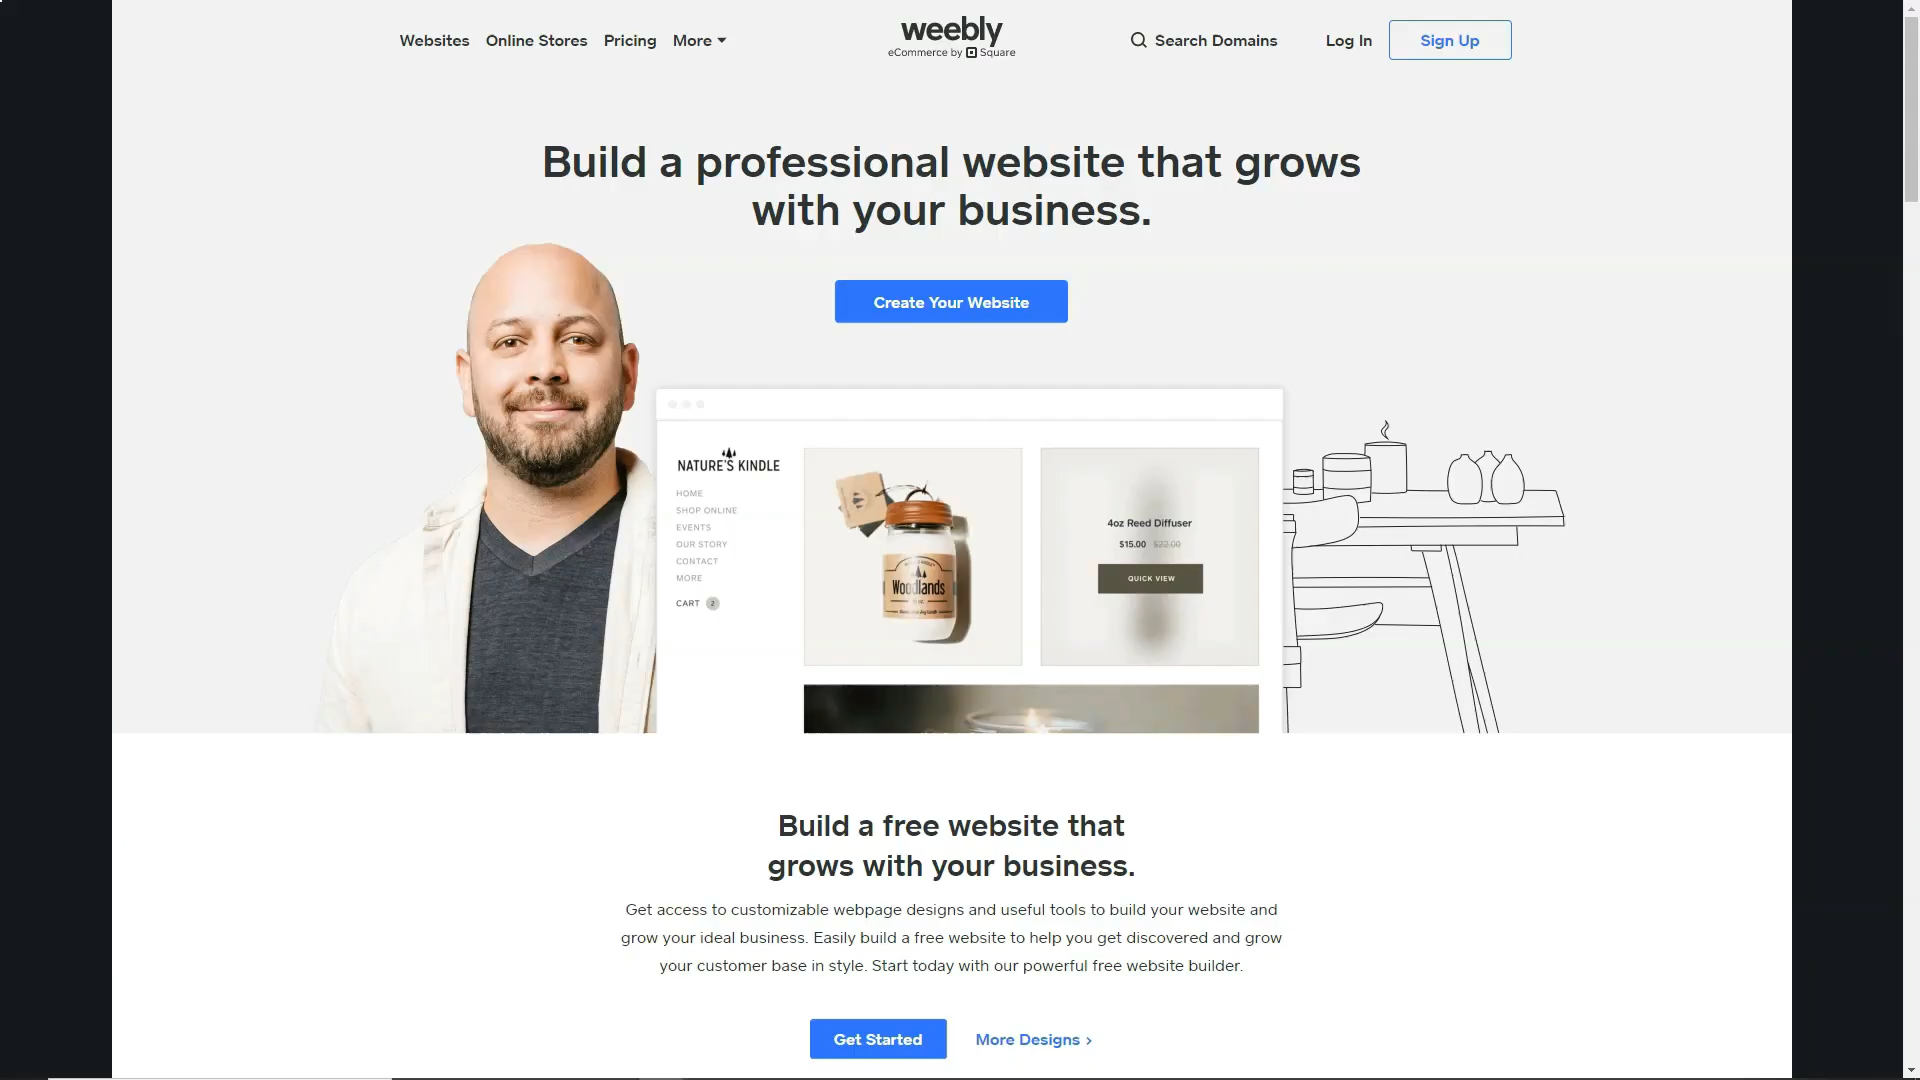 Websites Online Stores Pricing More
weebly
eCommerce by Square
Search Domains
Log In
Sign Up
Build a professional website that grows
with your business.
Create Your Website
NATURE'S KINDLE
HOME
SHOP ONLINE
EVENTS
OUR STORY
CONTACT
MORE
CART 2
Woodlands
4oz Reed Diffuser
$15.00 $22.00
QUICK VIEW
Build a free website that
grows with your business.
Get access to customizable webpage designs and useful tools to build your website and
grow your ideal business. Easily build a free website to help you get discovered and grow
your customer base in style. Start today with our powerful free website builder.
Get Started
More Designs ›